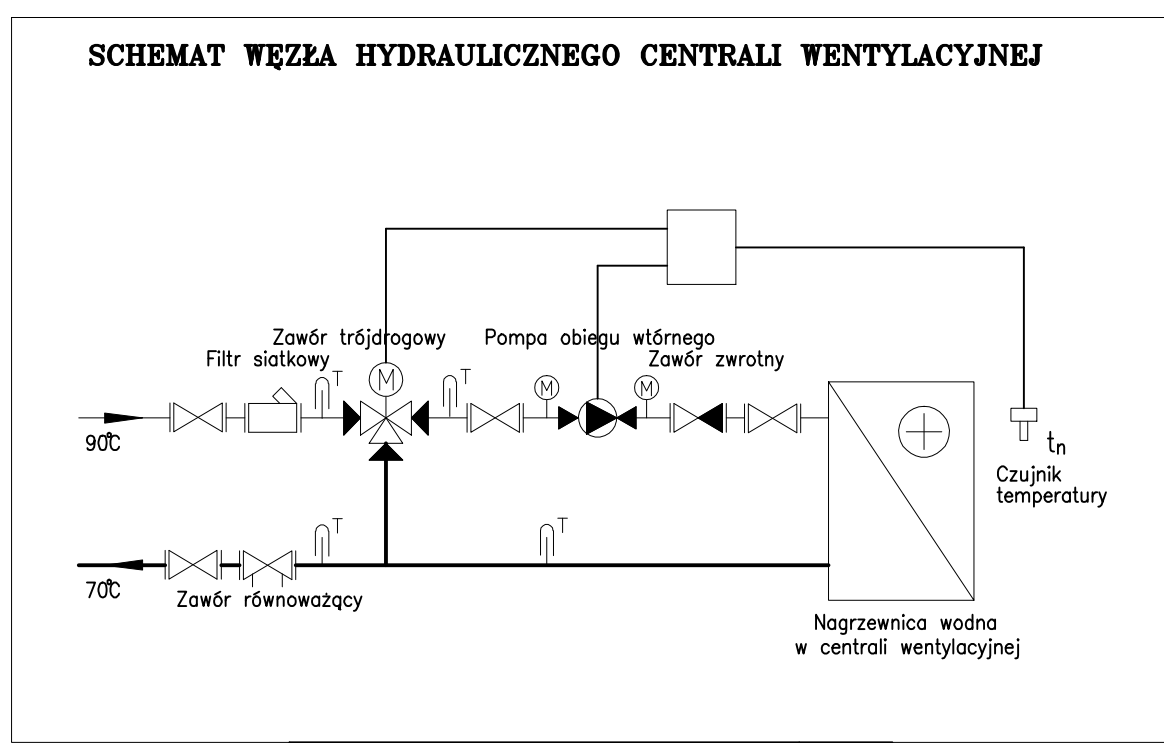 SCHEMAT WĘZŁA HYDRAULICZNEGO CENTRALI WENTYLACYJNEJ
Zawór trójdrogowy
Pompa obiegu wtórnego
Filtr siatkowy
Zawór zwrotny
T
M
T
M
M
90°C
tn
Czujnik
temperatury
T
T
70°C
Zawór równoważący
Nagrzewnica wodna
w centrali wentylacyjnej